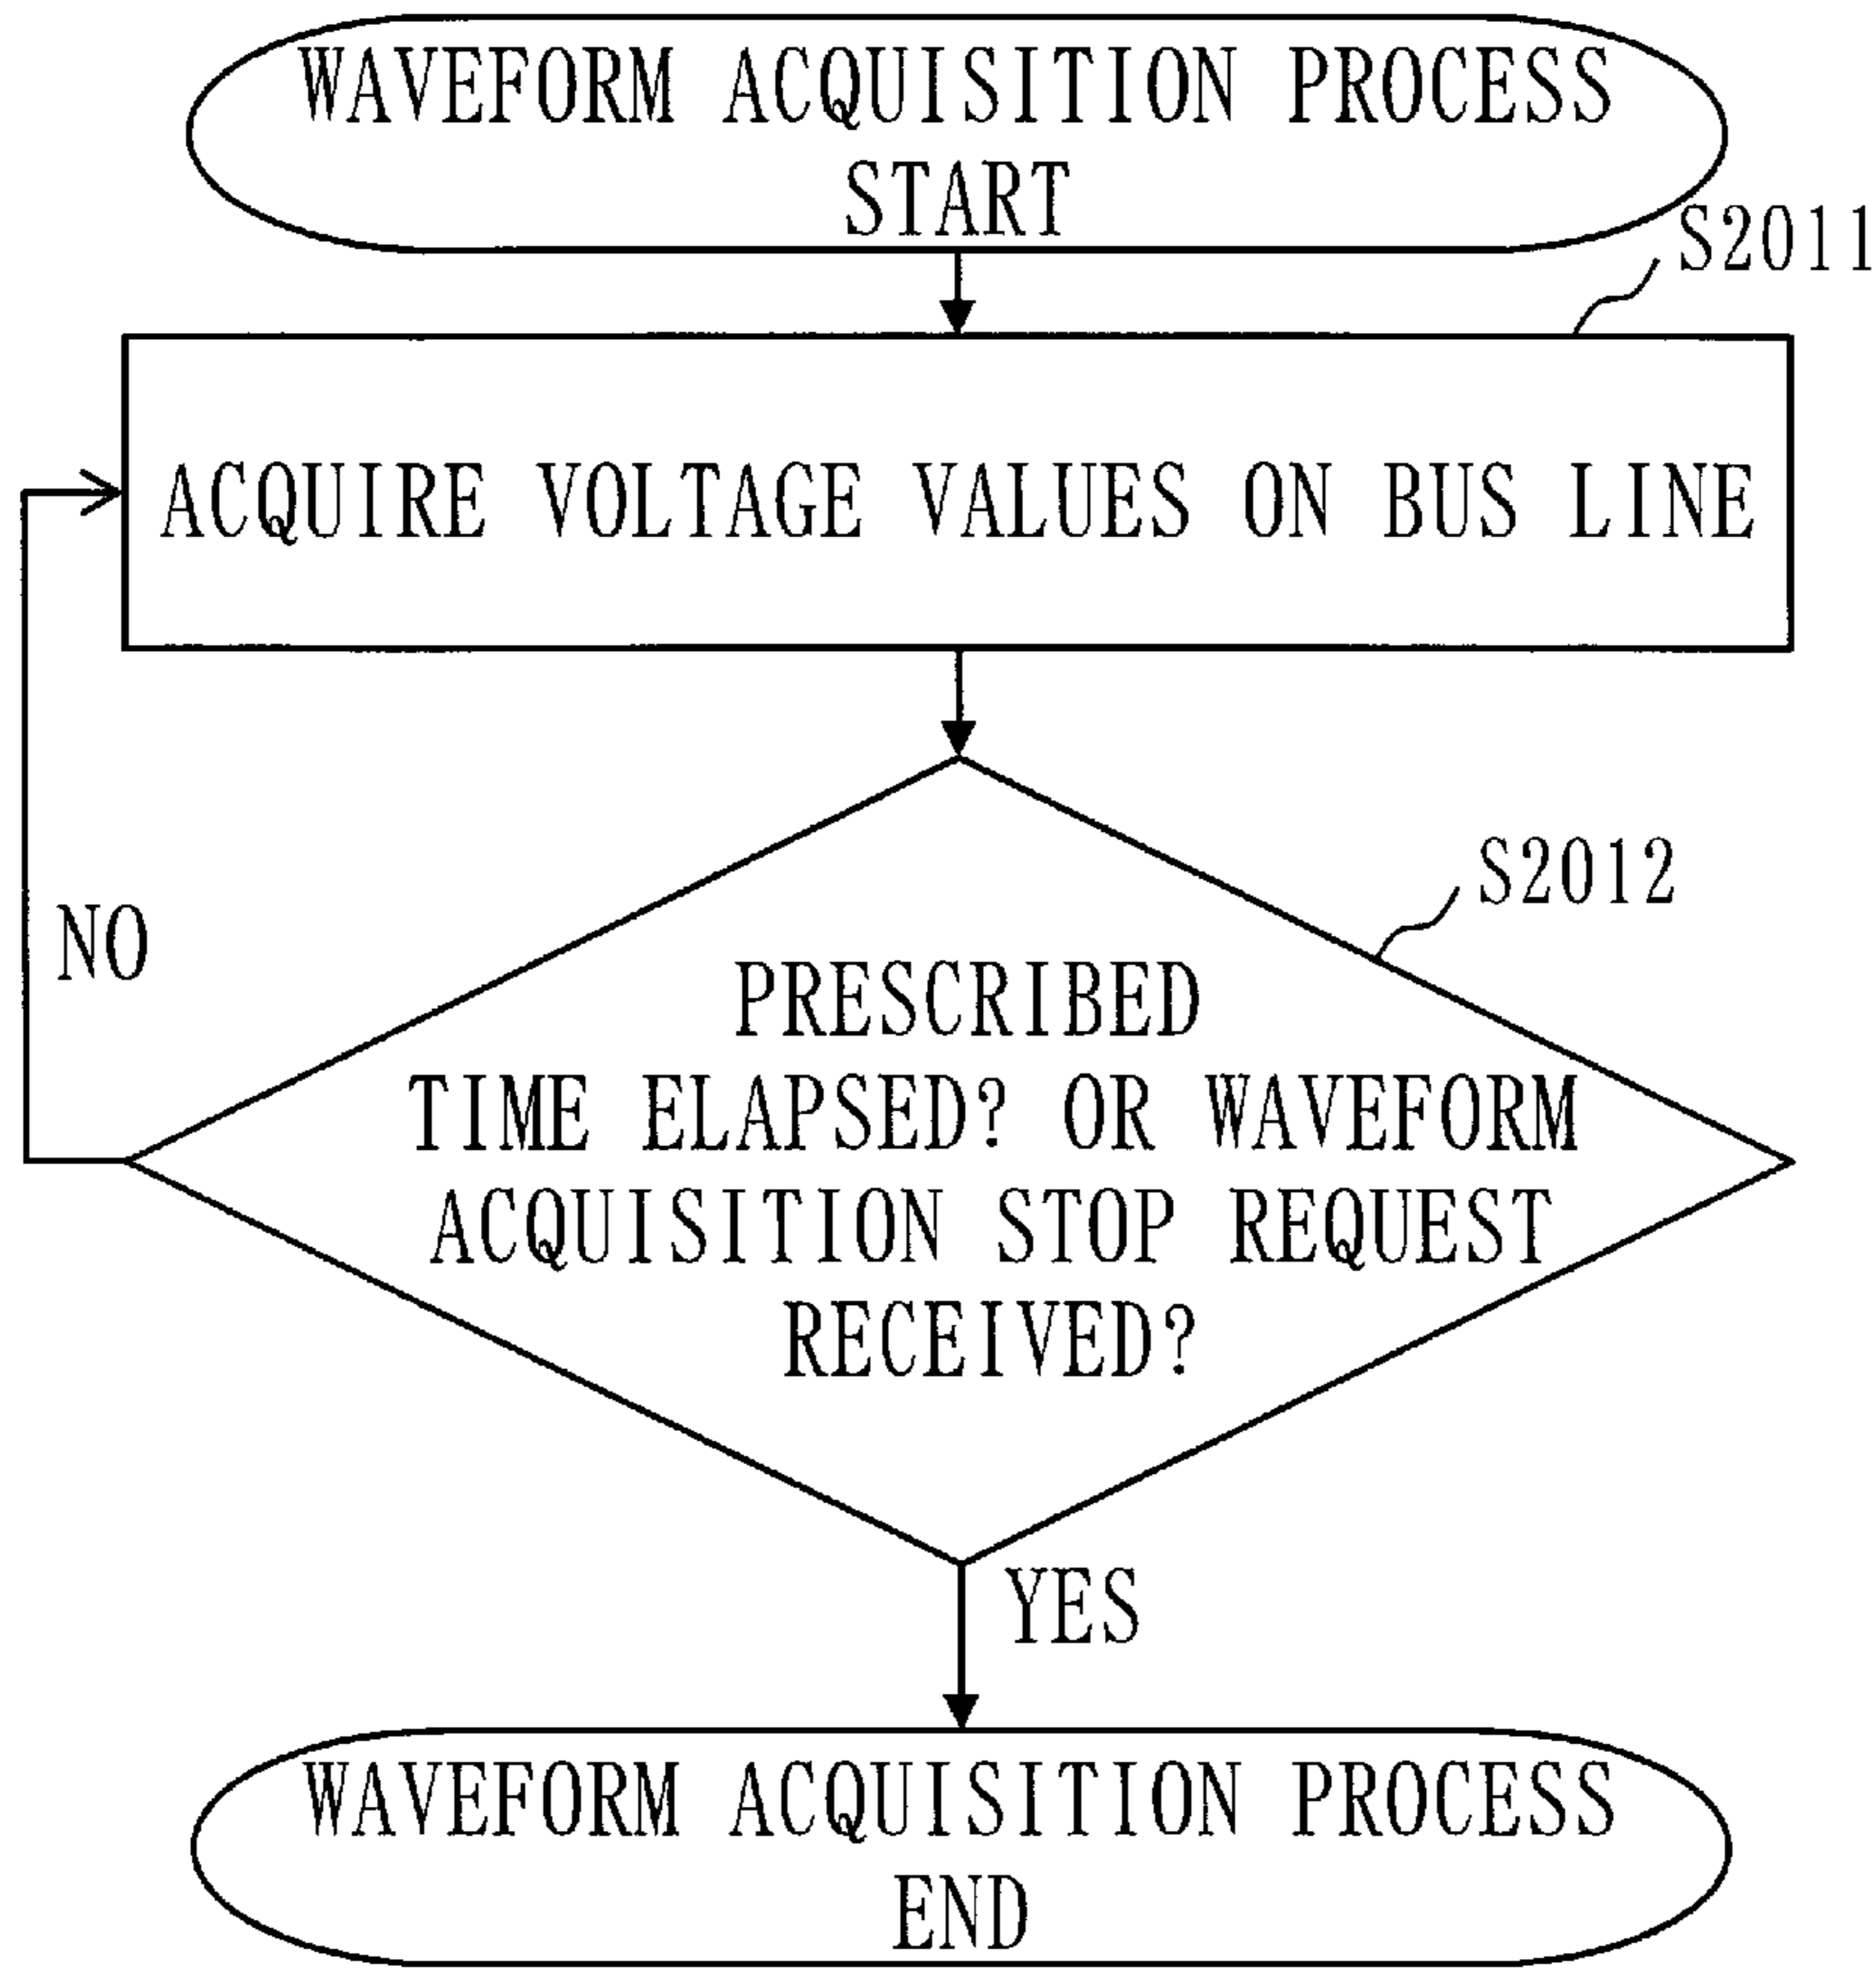 WAVEFORM ACQUISITION PROCESS
START
S2011
ACQUIRE VOLTAGE VALUES ON BUS LINE
S2012
NO
PRESCRIBED
TIME ELAPSED? OR WAVEFORM
ACQUISITION STOP REQUEST
RECEIVED?
YES
WAVEFORM ACQUISITION PROCESS
END